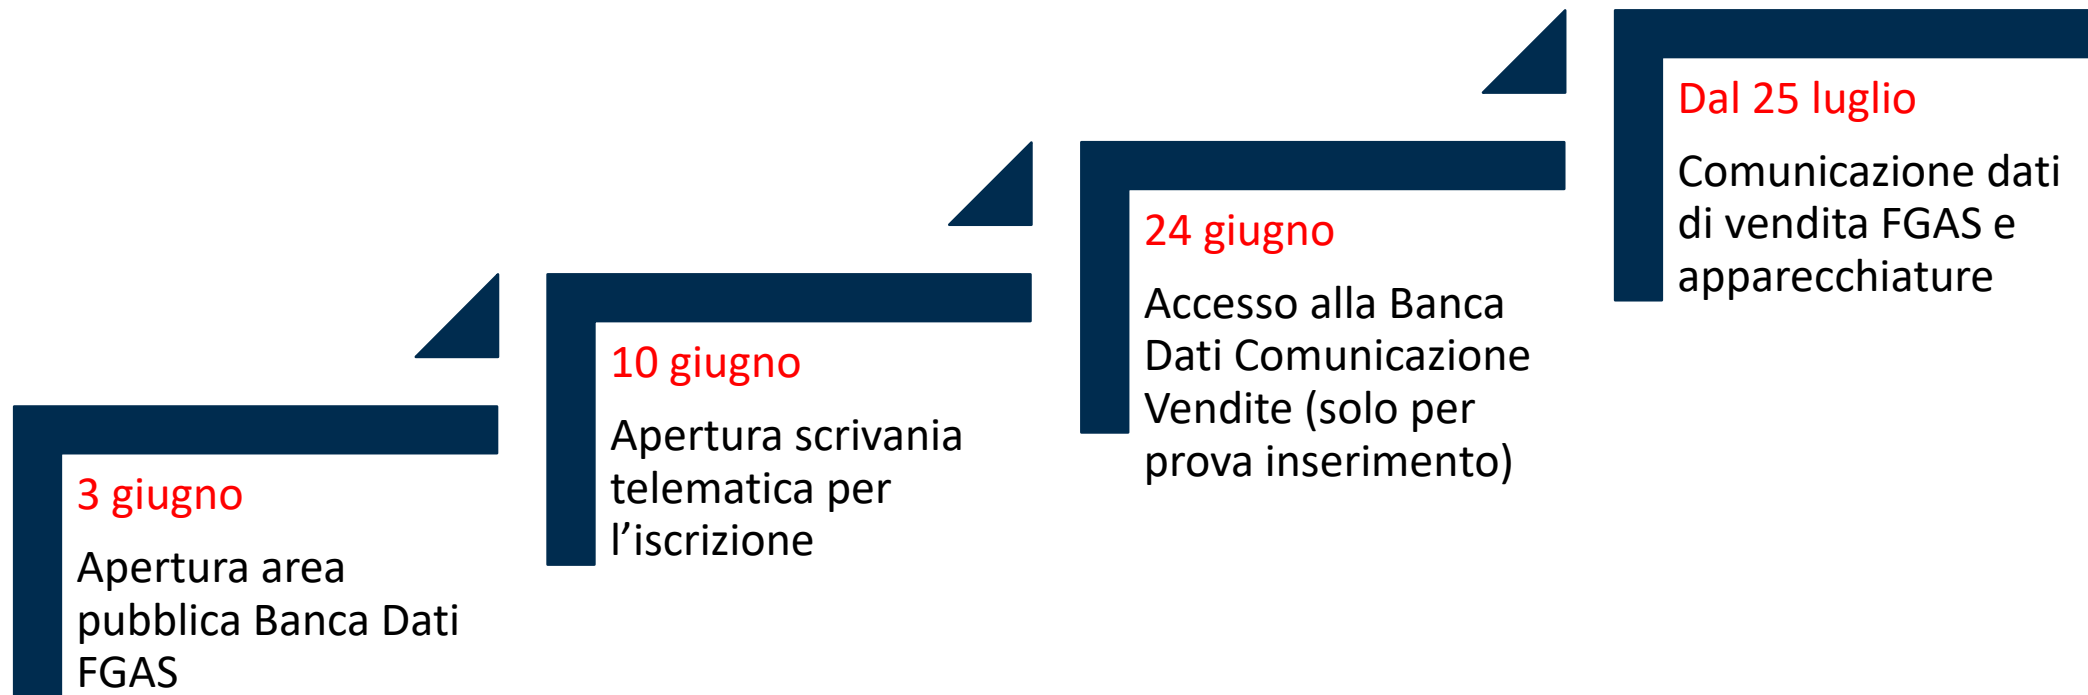 3 giugno
Apertura area
pubblica Banca Dati
FGAS
10 giugno
Apertura scrivania
telematica per
l’iscrizione
24 giugno
Accesso alla Banca
Dati Comunicazione
Vendite (solo per
prova inserimento)
Dal 25 luglio
Comunicazione dati
di vendita FGAS e
apparecchiature